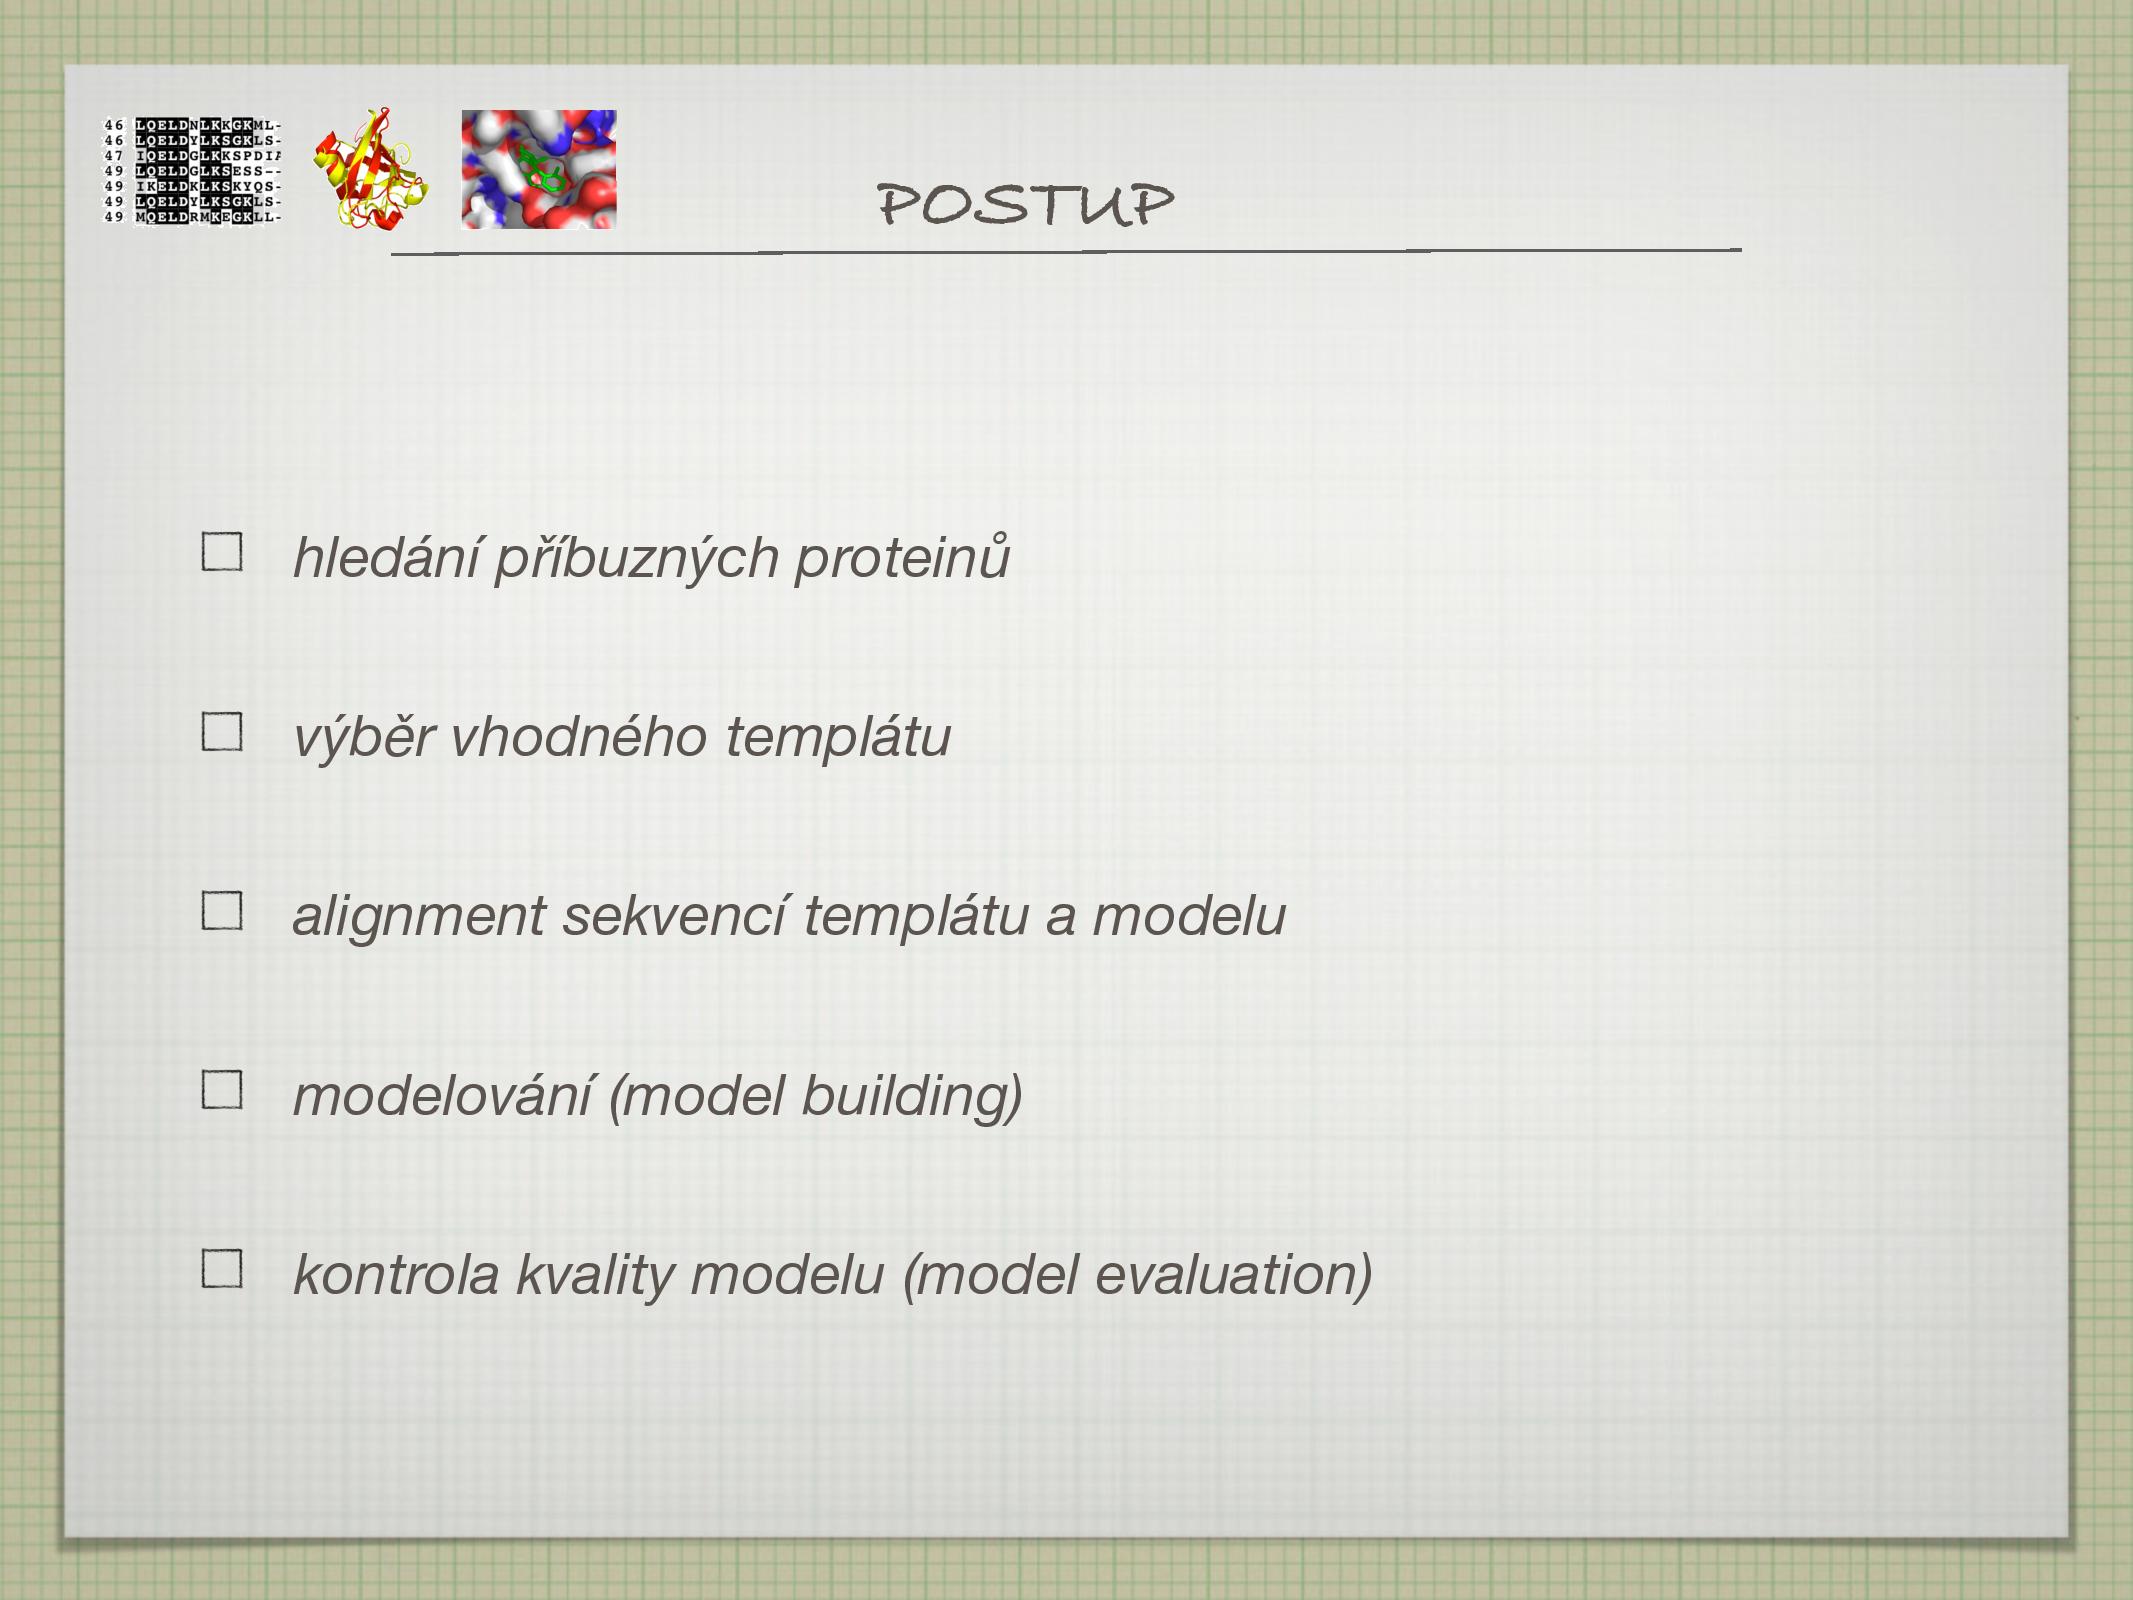 46 LQELDNLKKGKML-
46 LQELDYLKSGKLS-
47 IQELDGLKKSPDIA
49 LQELDGLKSESS--
49 IKELDKLKSKYQS-
49 LQELDYLKSGKLS-
49 MQELDRMKEGKLL-
POSTUP
hledání příbuzných proteinů
výběr vhodného templátu
alignment sekvencí templátu a modelu
modelování (model building)
kontrola kvality modelu (model evaluation)